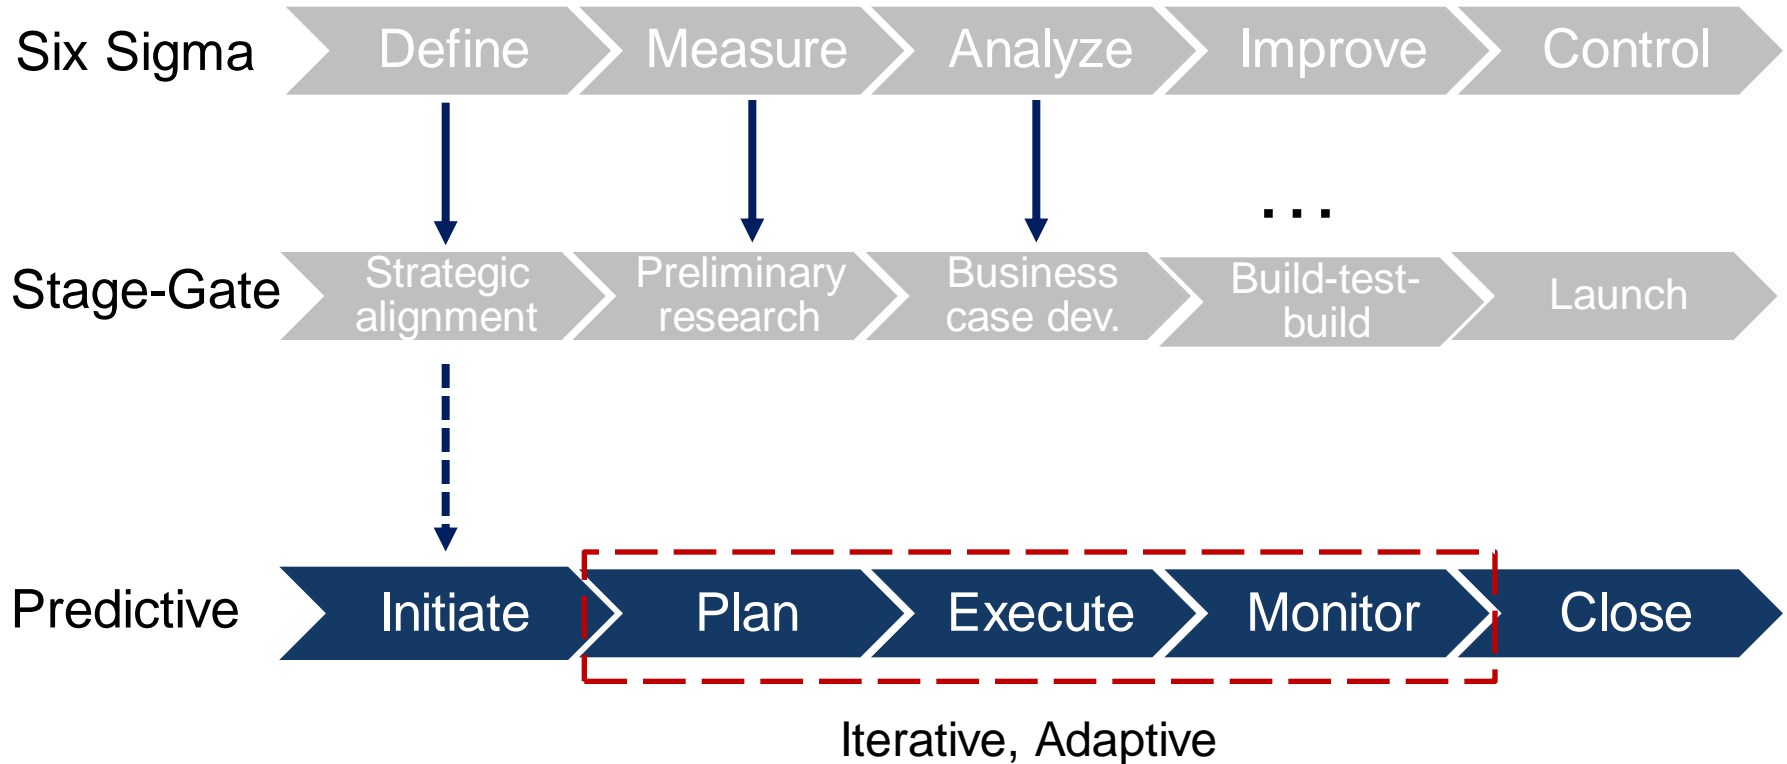 Six Sigma Define Measure Analyze Improve Control
...
Stage-Gate Strategic alignment Preliminary research Business case dev. Build-test-build Launch
Predictive Initiate Plan Execute Monitor Close
Iterative, Adaptive